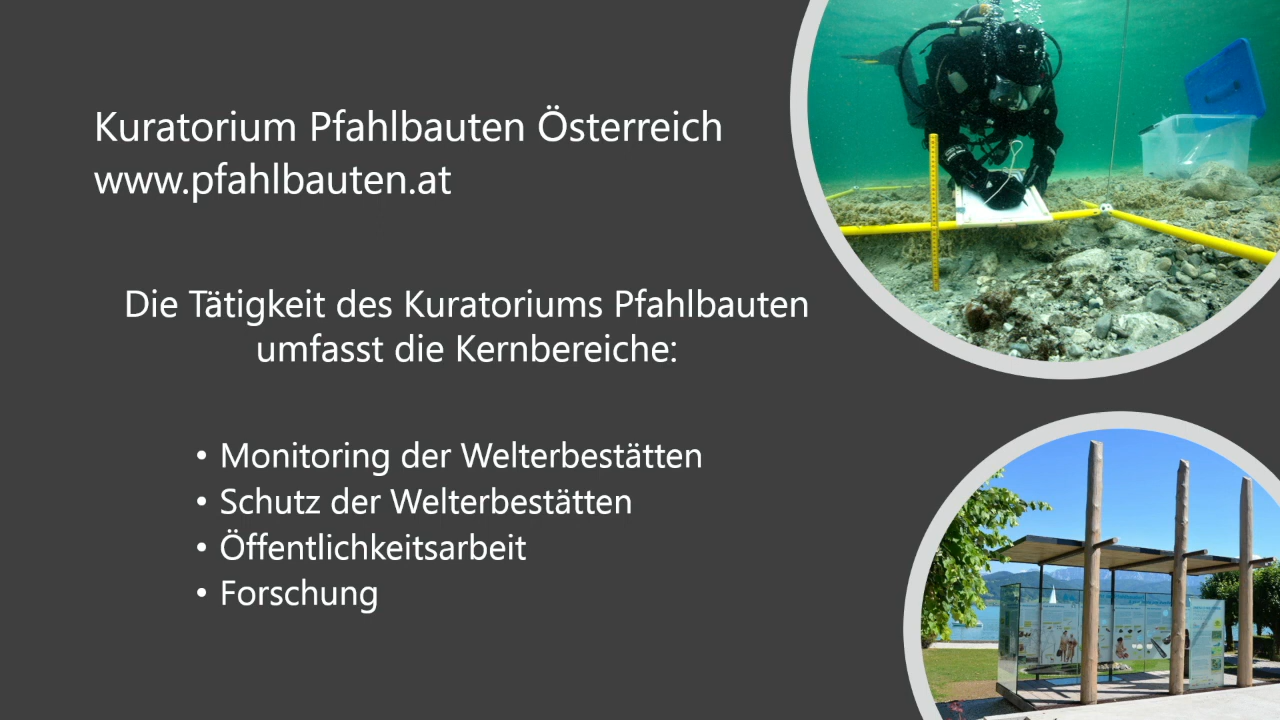 Kuratorium Pfahlbauten Österreich
www.pfahlbauten.at
Die Tätigkeit des Kuratoriums Pfahlbauten
umfasst die Kernbereiche:
• Monitoring der Welterbestätten
• Schutz der Welterbestätten
• Öffentlichkeitsarbeit
• Forschung